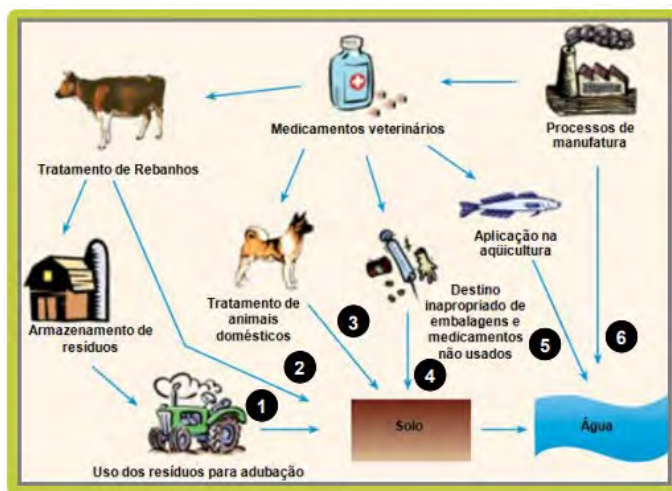 Medicamentos veterinários
Processos de
manufatura
Tratamento de Rebanhos
Aplicação na
aqüicultura
Tratamento de
animais
domésticos
Destino
inapropriado de
embalagens e
medicamentos
não usados
Armazenamento de
resíduos
3
5
6
2
4
1
Solo
Água
Uso dos resíduos para adubação